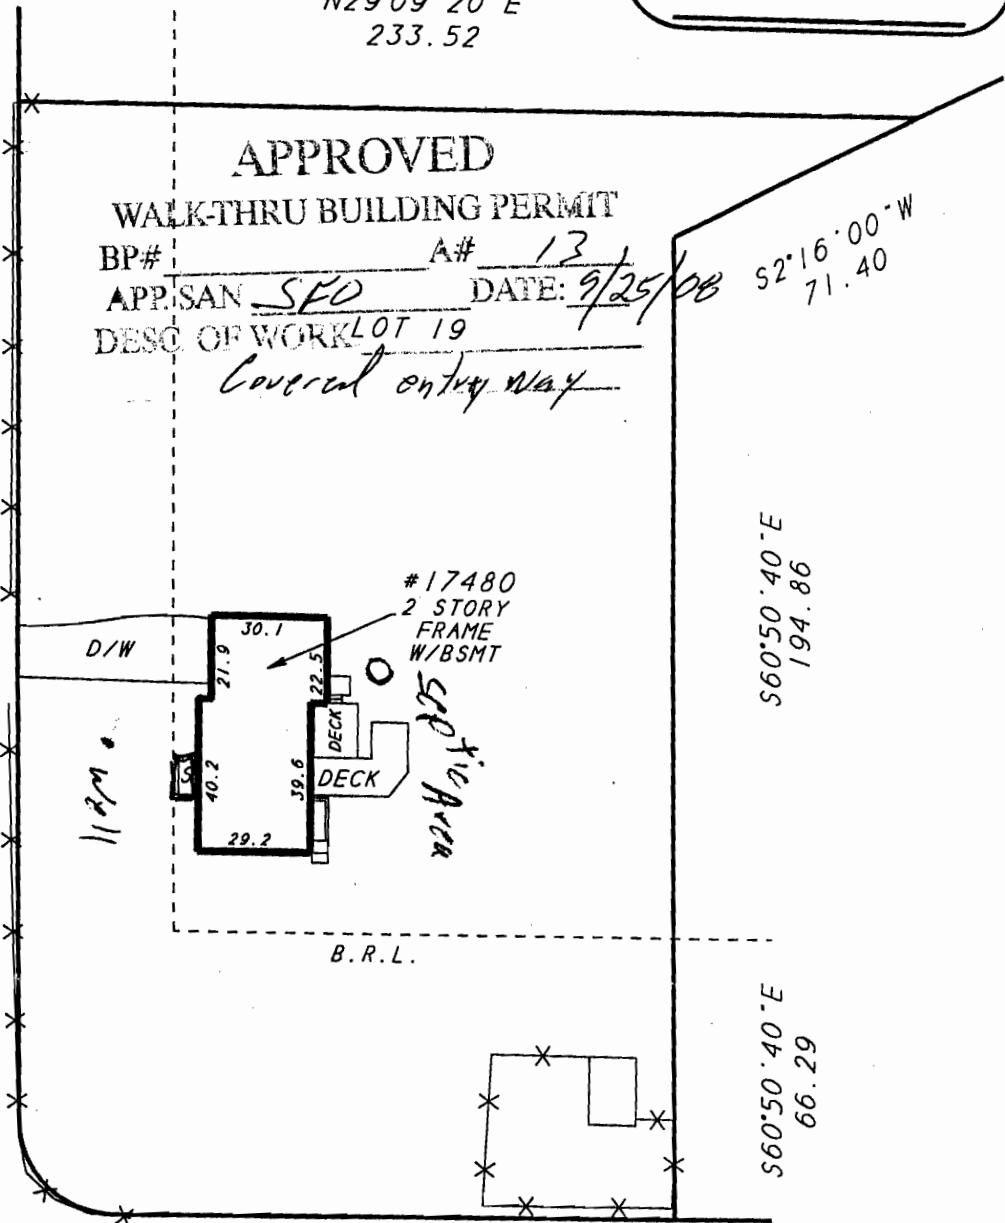 N29°09'20"E
233.52
APPROVED
WALK-THRU BUILDING PERMIT
BP# A# 13
APP. SAN SFD DATE: 9/25/08
DESC OF WORK LOT 19
Covered entry way
S2°16'00"W
71.40
#17480
2 STORY
FRAME
W/BSMT
D/W
30.1
21.9
22.5
DECK
DECK
40.2
39.6
29.2
Septic Area
S60°50'40"E
194.86
B.R.L.
S60°50'40"E
66.29